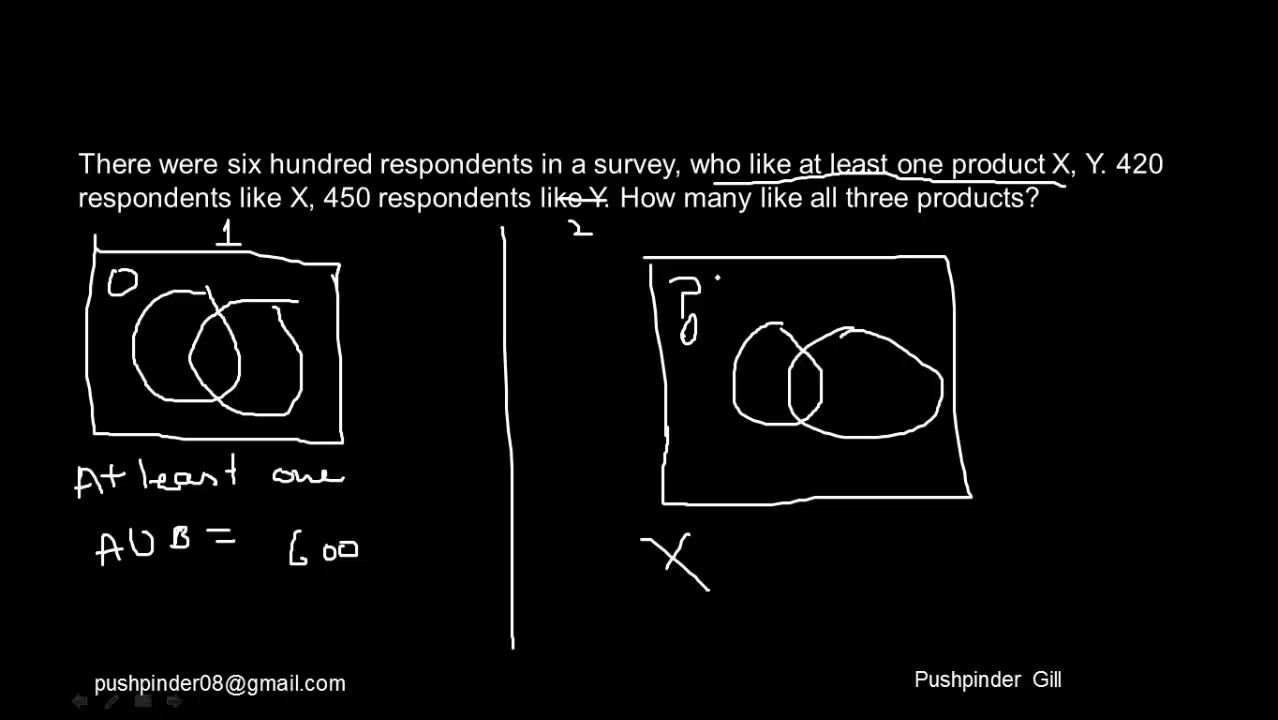 There were six hundred respondents in a survey, who like at least one product X, Y. 420
respondents like X, 450 respondents like Y. How many like all three products?
1
2
0
At least one
AUB = 600
X
pushpinder08@gmail.com
Pushpinder Gill